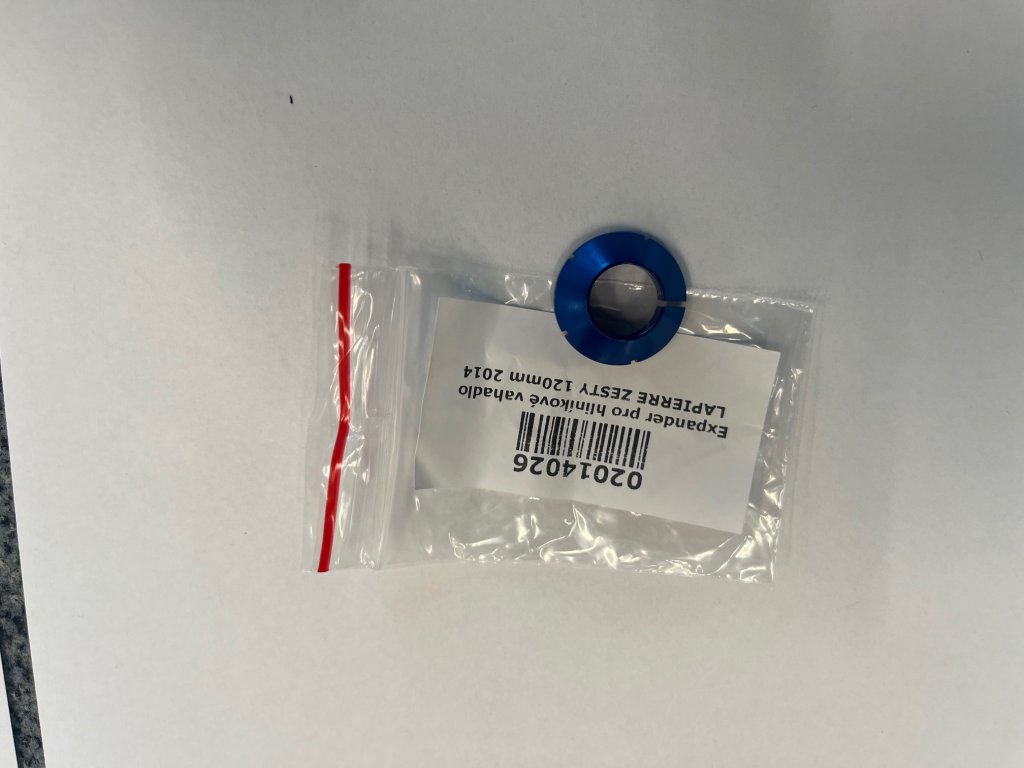 02014026
Expander pro hliníkové vahadlo
LAPIERRE ZESTY 120mm 2014